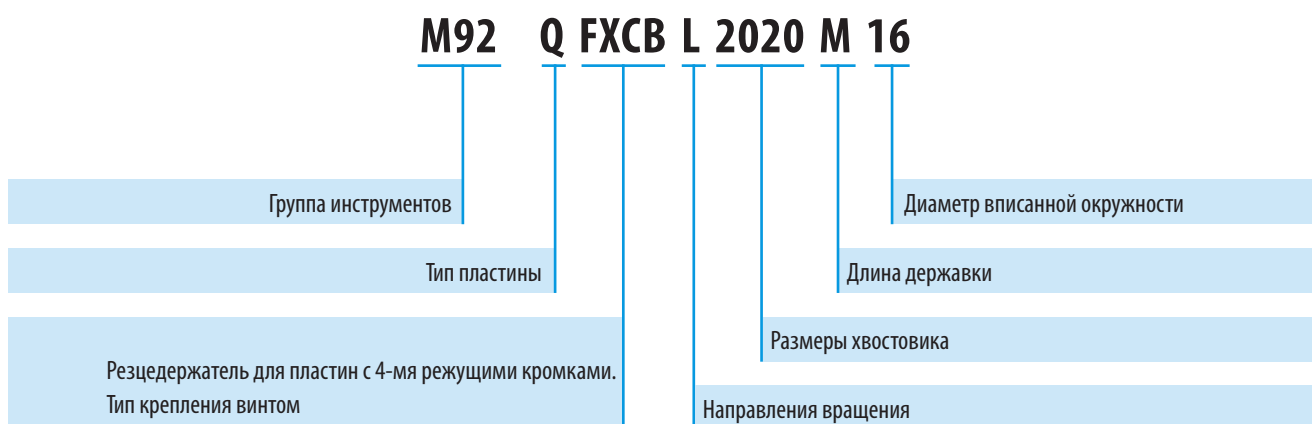 M92 Q FXCB L 2020 M 16
Группа инструментов
Диаметр вписанной окружности
Тип пластины
Длина державки
Размеры хвостовика
Резцедержатель для пластин с 4-мя режущими кромками.
Тип крепления винтом
Направления вращения